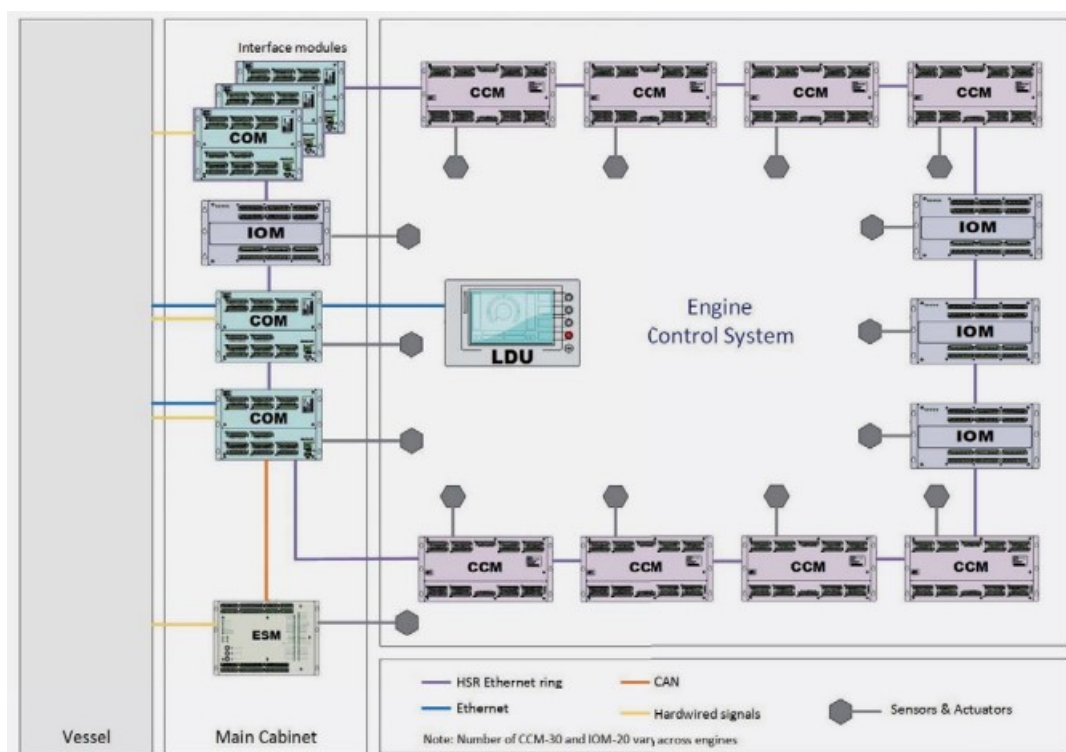 Interface modules
COM
CCM
CCM
CCM
CCM
IOM
IOM
COM
LDU
Engine
Control System
IOM
COM
IOM
CCM
CCM
CCM
CCM
ESM
HSR Ethernet ring
CAN
Ethernet
Hardwired signals
Sensors & Actuators
Vessel
Main Cabinet
Note: Number of CCM-30 and IOM-20 vary across engines